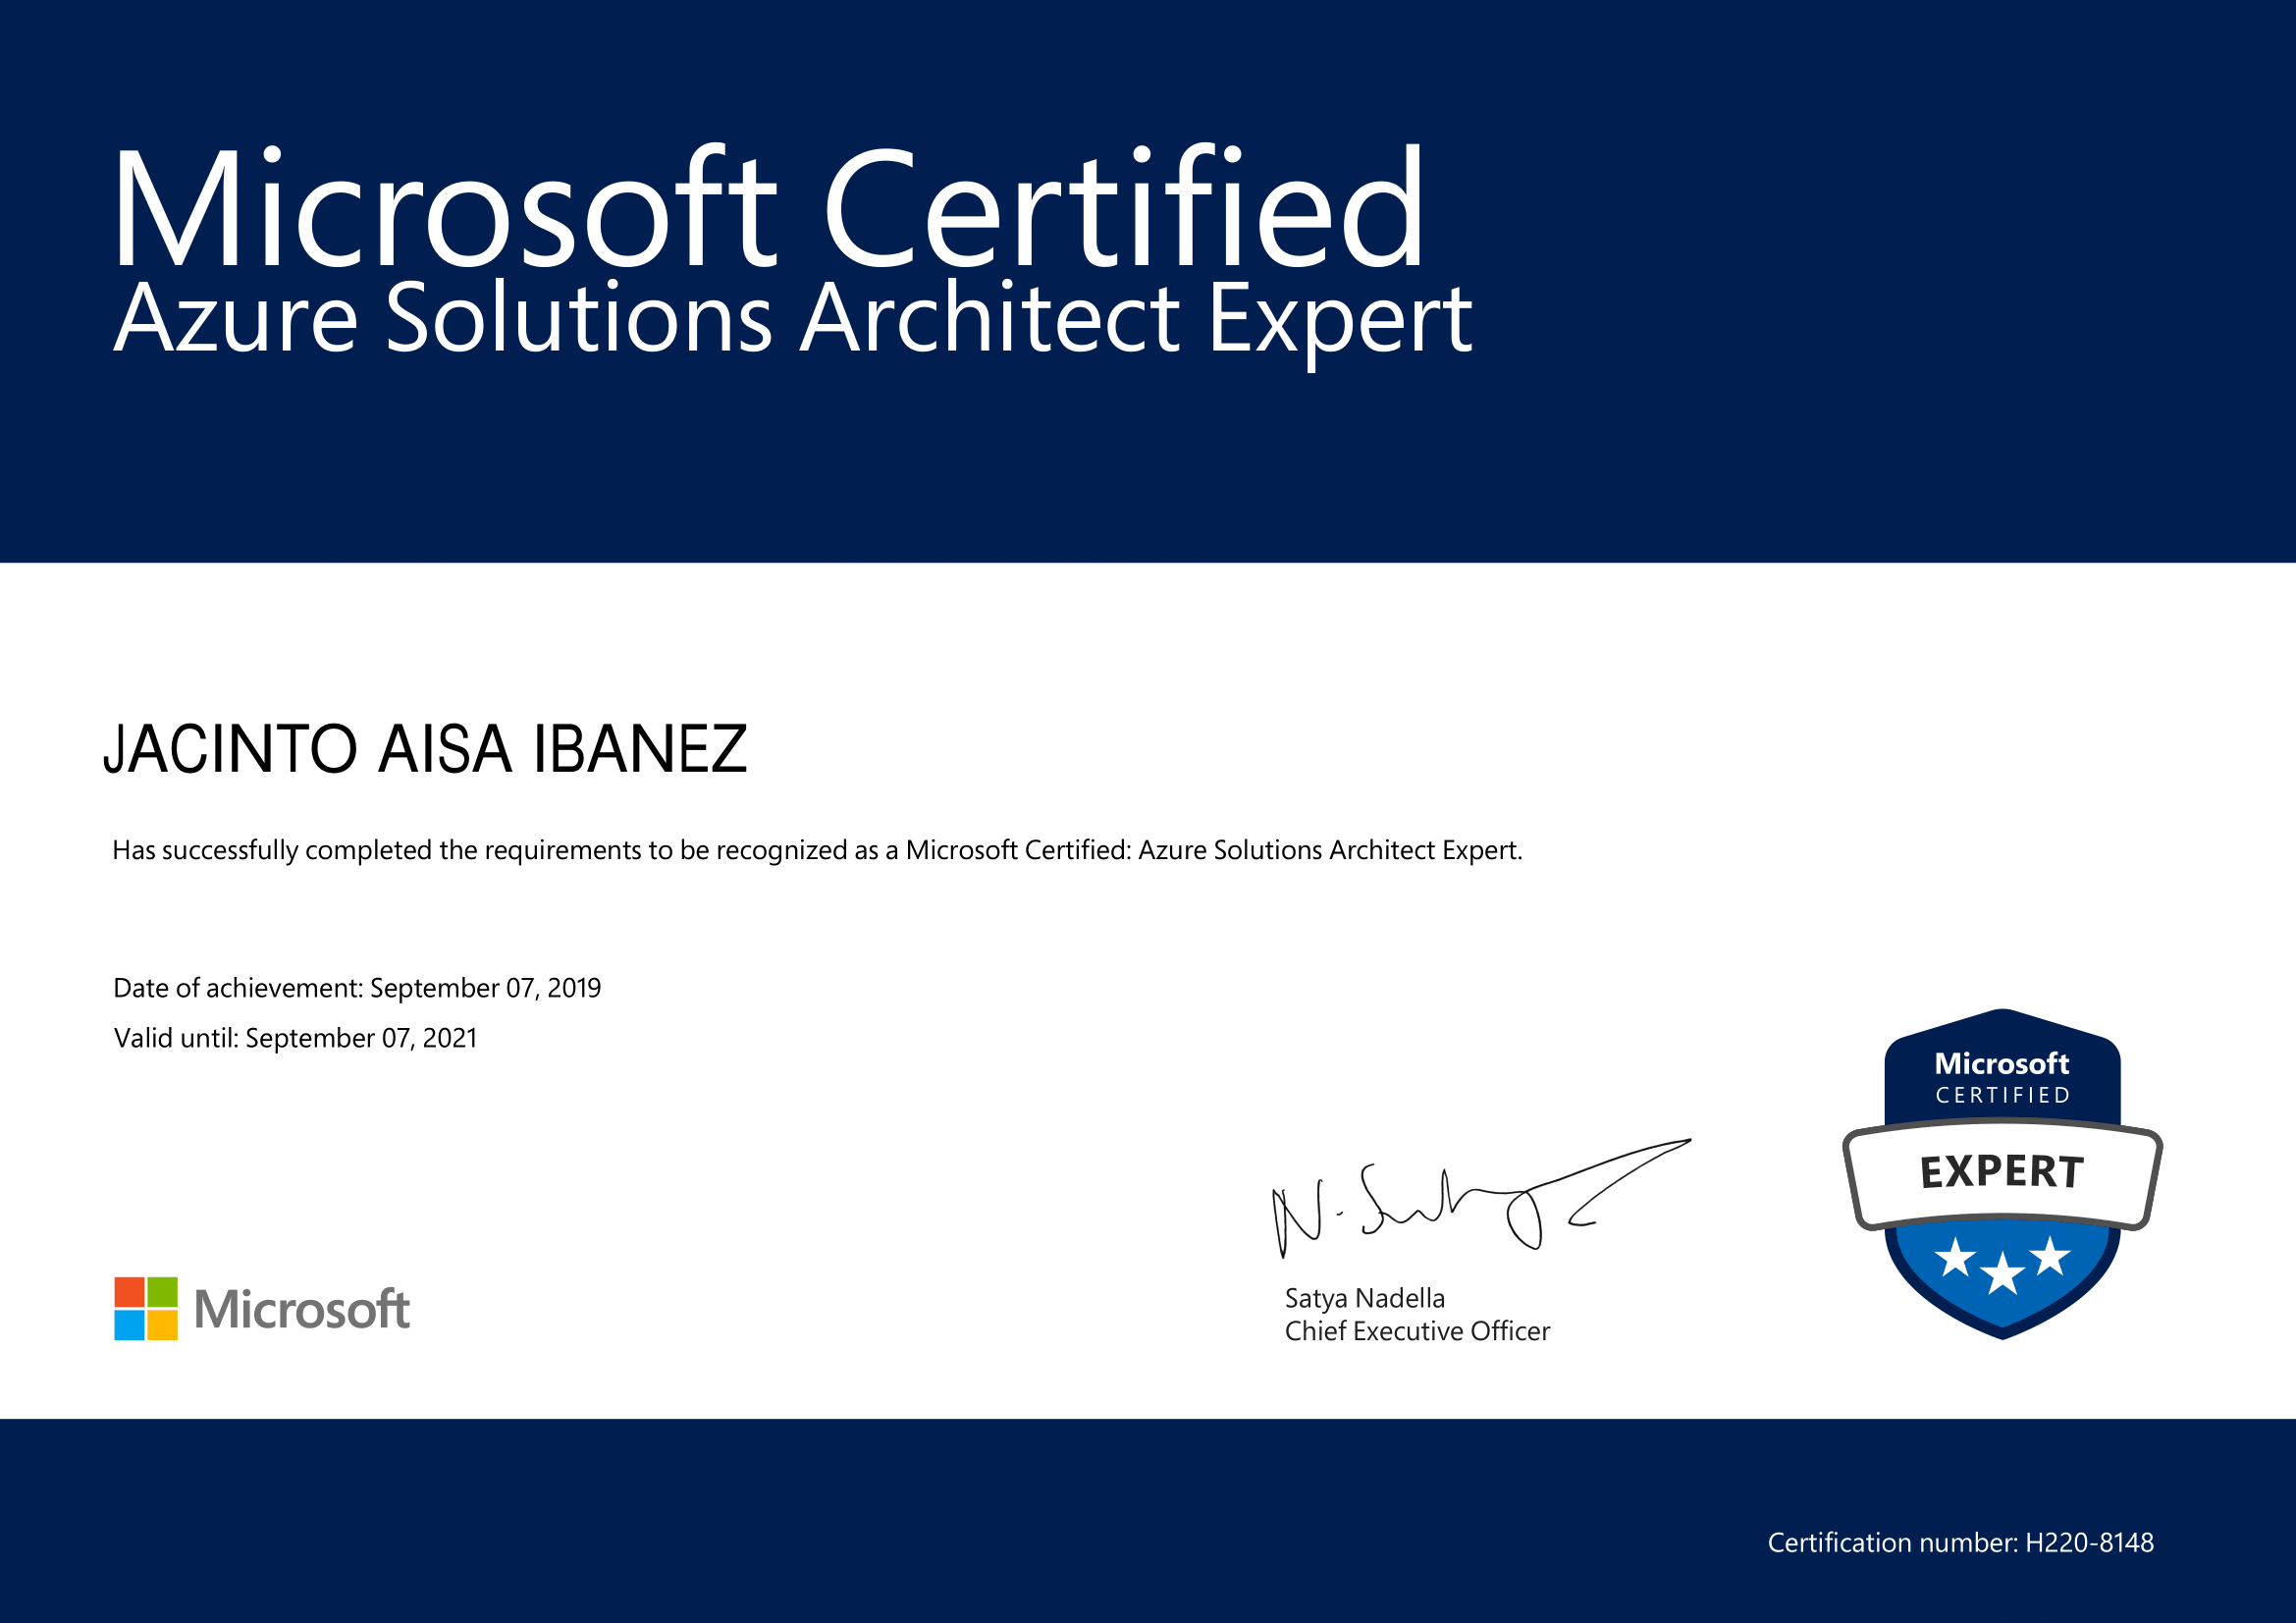 Microsoft Certified
Azure Solutions Architect Expert
JACINTO AISA IBANEZ
Has successfully completed the requirements to be recognized as a Microsoft Certified: Azure Solutions Architect Expert.
Date of achievement: September 07, 2019
Valid until: September 07, 2021
Microsoft
CERTIFIED
EXPERT
Microsoft
Satya Nadella
Chief Executive Officer
Certification number: H220-8148